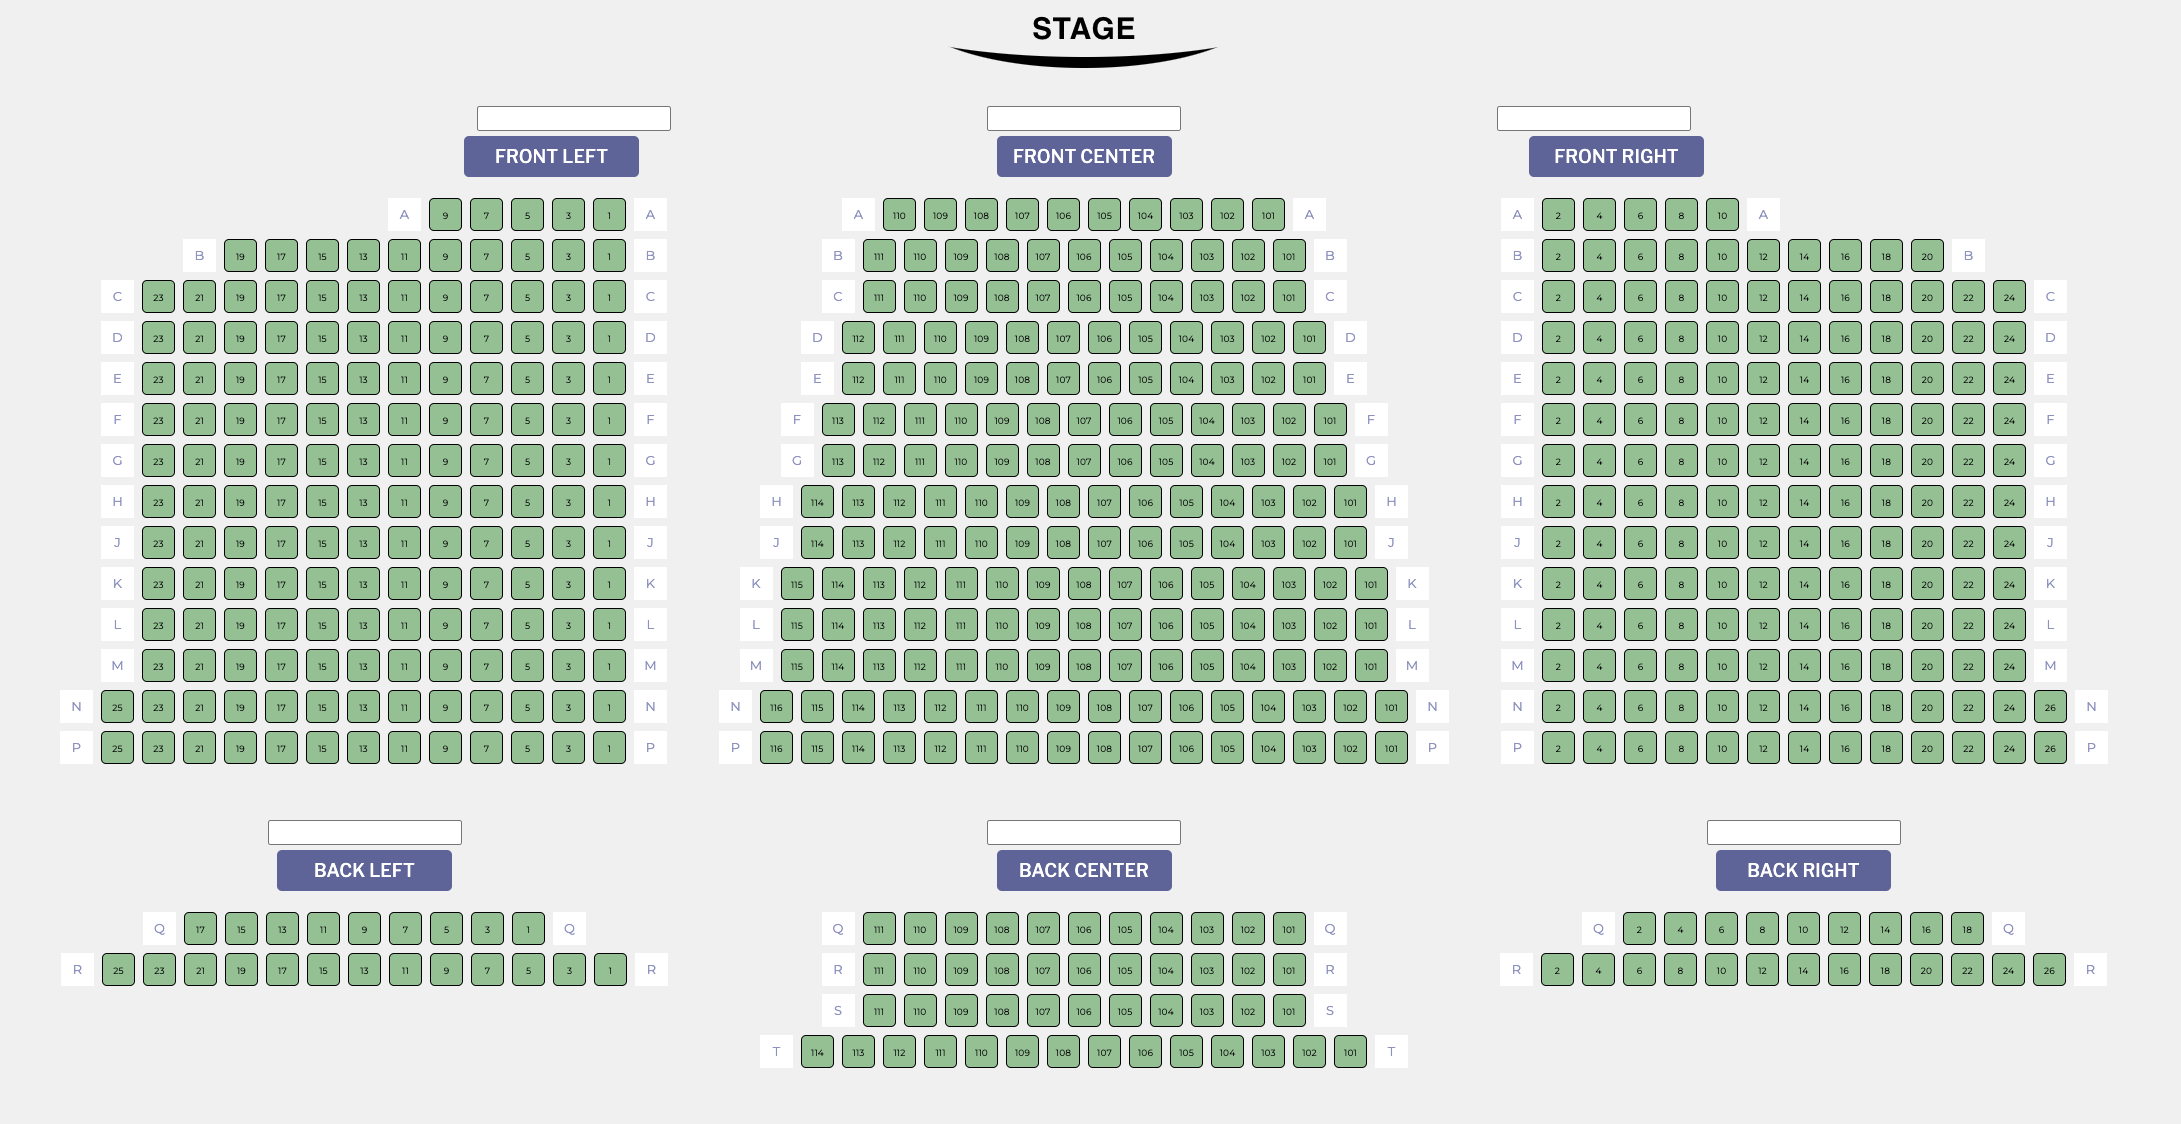 STAGE
FRONT LEFT FRONT CENTER FRONT RIGHT
A 9 7 5 3 1 A A 110 109 108 107 106 105 104 103 102 101 A A 2 4 6 8 10 A
B 19 17 15 13 11 9 7 5 3 1 B B 111 110 109 108 107 106 105 104 103 102 101 B B 2 4 6 8 10 12 14 16 18 20 B
C 23 21 19 17 15 13 11 9 7 5 3 1 C C 111 110 109 108 107 106 105 104 103 102 101 C C 2 4 6 8 10 12 14 16 18 20 22 24 C
D 23 21 19 17 15 13 11 9 7 5 3 1 D D 112 111 110 109 108 107 106 105 104 103 102 101 D D 2 4 6 8 10 12 14 16 18 20 22 24 D
E 23 21 19 17 15 13 11 9 7 5 3 1 E E 112 111 110 109 108 107 106 105 104 103 102 101 E E 2 4 6 8 10 12 14 16 18 20 22 24 E
F 23 21 19 17 15 13 11 9 7 5 3 1 F F 113 112 111 110 109 108 107 106 105 104 103 102 101 F F 2 4 6 8 10 12 14 16 18 20 22 24 F
G 23 21 19 17 15 13 11 9 7 5 3 1 G G 113 112 111 110 109 108 107 106 105 104 103 102 101 G G 2 4 6 8 10 12 14 16 18 20 22 24 G
H 23 21 19 17 15 13 11 9 7 5 3 1 H H 114 113 112 111 110 109 108 107 106 105 104 103 102 101 H H 2 4 6 8 10 12 14 16 18 20 22 24 H
J 23 21 19 17 15 13 11 9 7 5 3 1 J J 114 113 112 111 110 109 108 107 106 105 104 103 102 101 J J 2 4 6 8 10 12 14 16 18 20 22 24 J
K 23 21 19 17 15 13 11 9 7 5 3 1 K K 115 114 113 112 111 110 109 108 107 106 105 104 103 102 101 K K 2 4 6 8 10 12 14 16 18 20 22 24 K
L 23 21 19 17 15 13 11 9 7 5 3 1 L L 115 114 113 112 111 110 109 108 107 106 105 104 103 102 101 L L 2 4 6 8 10 12 14 16 18 20 22 24 L
M 23 21 19 17 15 13 11 9 7 5 3 1 M M 115 114 113 112 111 110 109 108 107 106 105 104 103 102 101 M M 2 4 6 8 10 12 14 16 18 20 22 24 M
N 25 23 21 19 17 15 13 11 9 7 5 3 1 N N 116 115 114 113 112 111 110 109 108 107 106 105 104 103 102 101 N N 2 4 6 8 10 12 14 16 18 20 22 24 26 N
P 25 23 21 19 17 15 13 11 9 7 5 3 1 P P 116 115 114 113 112 111 110 109 108 107 106 105 104 103 102 101 P P 2 4 6 8 10 12 14 16 18 20 22 24 26 P
BACK LEFT BACK CENTER BACK RIGHT
Q 17 15 13 11 9 7 5 3 1 Q Q 111 110 109 108 107 106 105 104 103 102 101 Q Q 2 4 6 8 10 12 14 16 18 Q
R 25 23 21 19 17 15 13 11 9 7 5 3 1 R R 111 110 109 108 107 106 105 104 103 102 101 R R 2 4 6 8 10 12 14 16 18 20 22 24 26 R
S 111 110 109 108 107 106 105 104 103 102 101 S
T 114 113 112 111 110 109 108 107 106 105 104 103 102 101 T